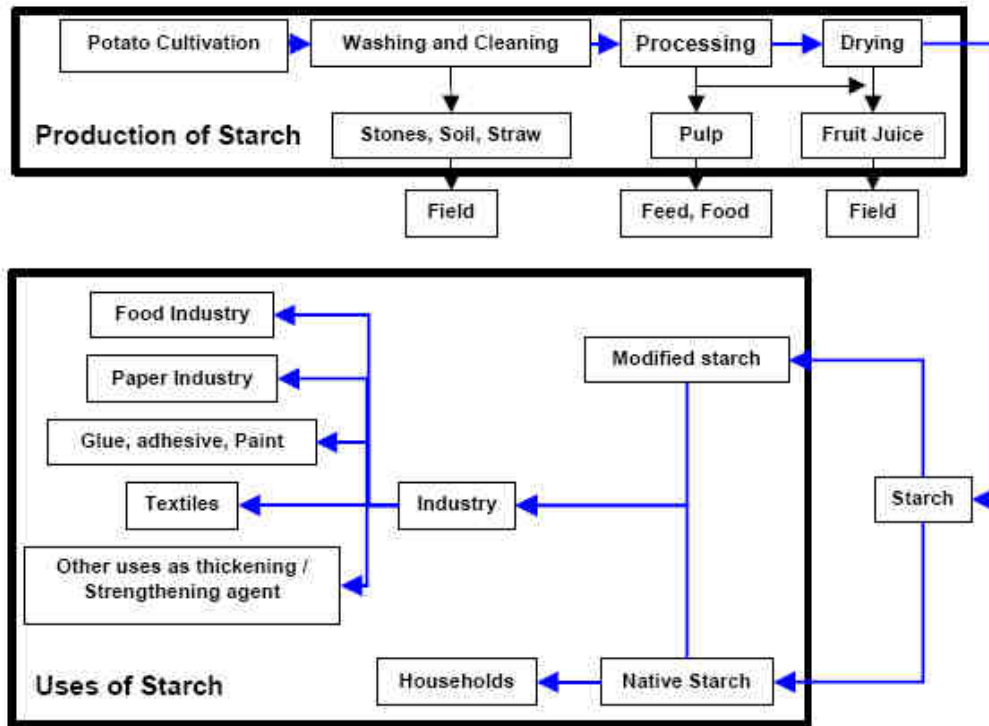 Potato Cultivation
Washing and Cleaning
Processing
Drying
Production of Starch
Stones, Soil, Straw
Pulp
Fruit Juice
Field
Feed, Food
Field
Food Industry
Modified starch
Paper Industry
Glue, adhesive, Paint
Textiles
Industry
Starch
Other uses as thickening /
Strengthening agent
Uses of Starch
Households
Native Starch